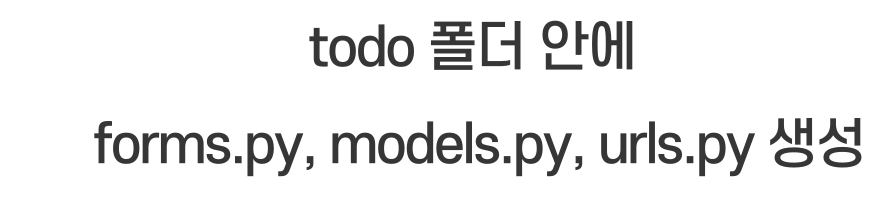 todo 폴더 안에
forms.py, models.py, urls.py 생성